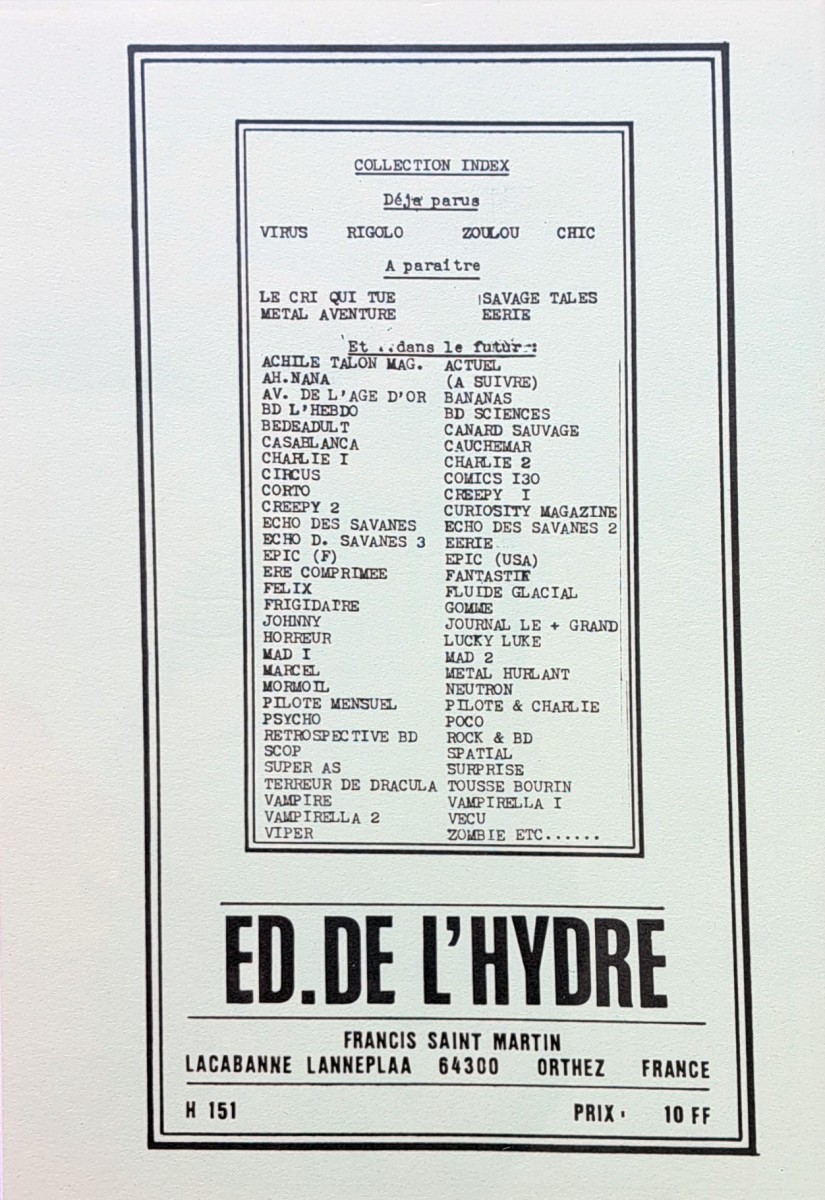 COLLECTION INDEX
Déja parus
VIRUS RIGOLO ZOULOU CHIC
A paraitre
LE CRI QUI TUE SAVAGE TALES
METAL AVENTURE EERIE
Et ..dans le futur:
ACHILE TALON MAG. ACTUEL
AH.NANA (A SUIVRE)
AV. DE L'AGE D'OR BANANAS
BD L'HEBDO BD SCIENCES
BEDEADULT CANARD SAUVAGE
CASABLANCA CAUCHEMAR
CHARLIE I CHARLIE 2
CIRCUS COMICS I30
CORTO CREEPY I
CREEPY 2 CURIOSITY MAGAZINE
ECHO DES SAVANES ECHO DES SAVANES 2
ECHO D. SAVANES 3 EERIE
EPIC (F) EPIC (USA)
ERE COMPRIMEE FANTASTIK
FELIX FLUIDE GLACIAL
FRIGIDAIRE GOMME
JOHNNY JOURNAL LE + GRAND
HORREUR LUCKY LUKE
MAD I MAD 2
MARCEL METAL HURLANT
MORMOIL NEUTRON
PILOTE MENSUEL PILOTE & CHARLIE
PSYCHO POCO
RETROSPECTIVE BD ROCK & BD
SCOP SPATIAL
SUPER AS SURPRISE
TERREUR DE DRACULA TOUSSE BOURIN
VAMPIRE VAMPIRELLA I
VAMPIRELLA 2 VECU
VIPER ZOMBIE ETC......
ED. DE L'HYDRE
FRANCIS SAINT MARTIN
LACABANNE LANNEPLAA 64300 ORTHEZ FRANCE
H 151 PRIX: 10 FF